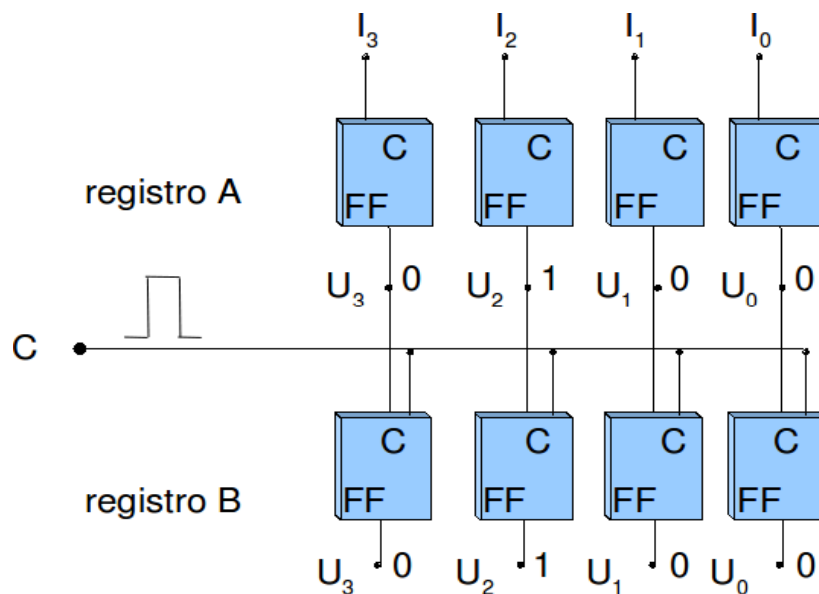 I₃ I₂ I₁ I₀
C C C C
registro A
FF FF FF FF
U₃ 0 U₂ 1 U₁ 0 U₀ 0
C
C C C C
registro B
FF FF FF FF
U₃ 0 U₂ 1 U₁ 0 U₀ 0